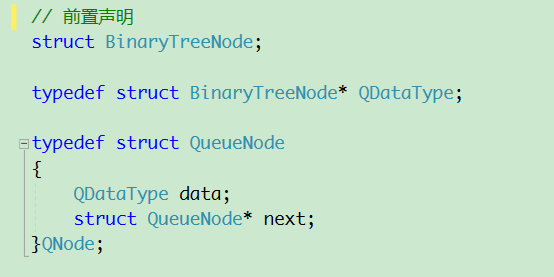 // 前置声明
struct BinaryTreeNode;
typedef struct BinaryTreeNode* QDataType;
typedef struct QueueNode
{
QDataType data;
struct QueueNode* next;
}QNode;